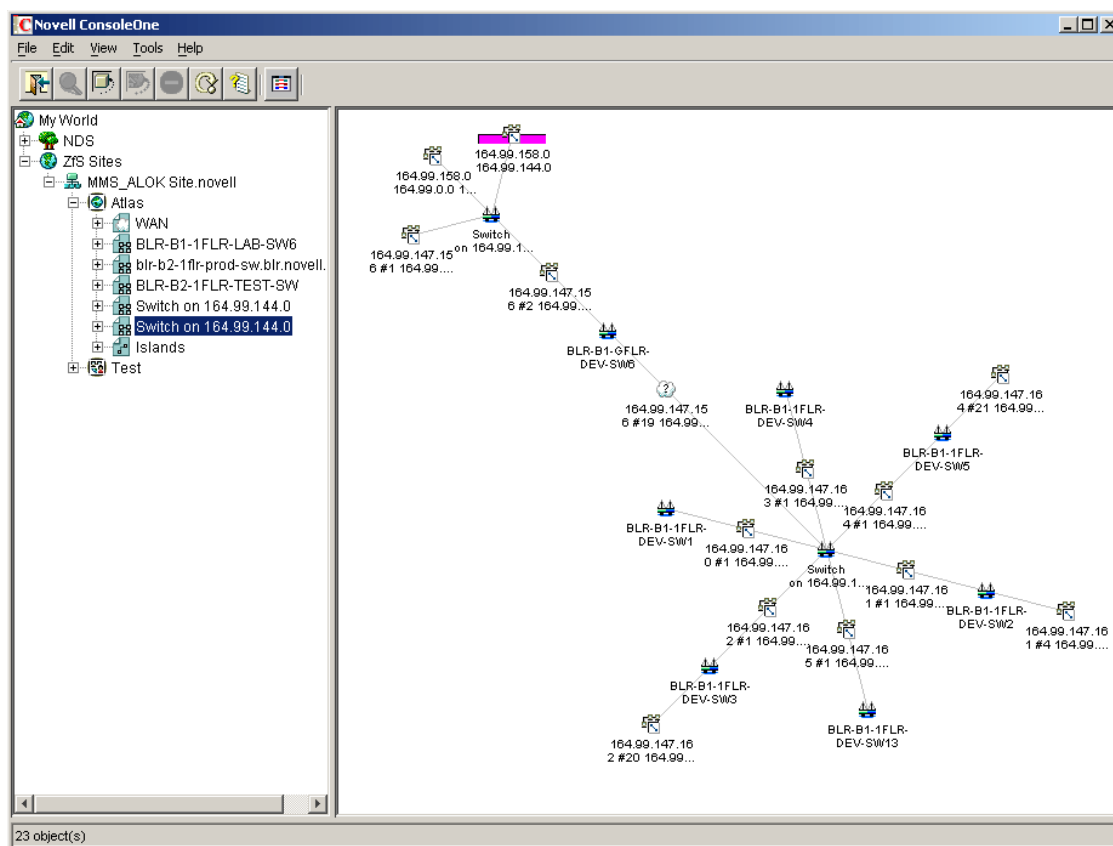 Novell ConsoleOne
File Edit View Tools Help
My World
NDS
ZfS Sites
MMS_ALOK Site.novell
Atlas
WAN
BLR-B1-1FLR-LAB-SW6
blr-b2-1flr-prod-sw.blr.novell.
BLR-B2-1FLR-TEST-SW
Switch on 164.99.144.0
Switch on 164.99.144.0
Islands
Test
164.99.158.0
164.99.144.0
164.99.158.0
164.99.0.0 1...
Switch
on 164.99.1...
164.99.147.15
6 #1 164.99....
164.99.147.15
6 #2 164.99....
BLR-B1-GFLR-
DEV-SW6
?
164.99.147.15
6 #19 164.99...
BLR-B1-1FLR-
DEV-SW4
164.99.147.16
4 #21 164.99...
BLR-B1-1FLR-
DEV-SW5
164.99.147.16
3 #1 164.99....
164.99.147.16
4 #1 164.99....
BLR-B1-1FLR-
DEV-SW1
164.99.147.16
0 #1 164.99....
Switch
on 164.99.1...
164.99.147.16
1 #1 164.99....
BLR-B1-1FLR-
DEV-SW2
164.99.147.16
1 #4 164.99....
164.99.147.16
2 #1 164.99....
164.99.147.16
5 #1 164.99....
BLR-B1-1FLR-
DEV-SW3
BLR-B1-1FLR-
DEV-SW13
164.99.147.16
2 #20 164.99...
23 object(s)